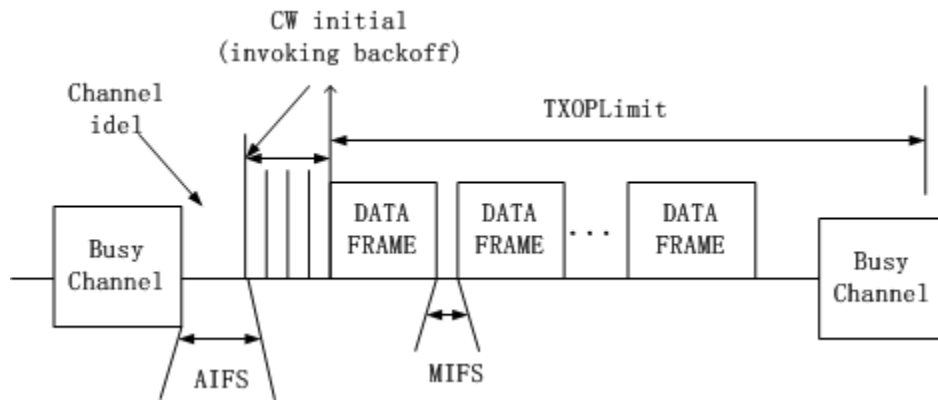 CW initial
(invoking backoff)
Channel
idel
TXOPLimit
Busy
Channel
DATA
FRAME
DATA
FRAME
...
DATA
FRAME
Busy
Channel
AIFS
MIFS